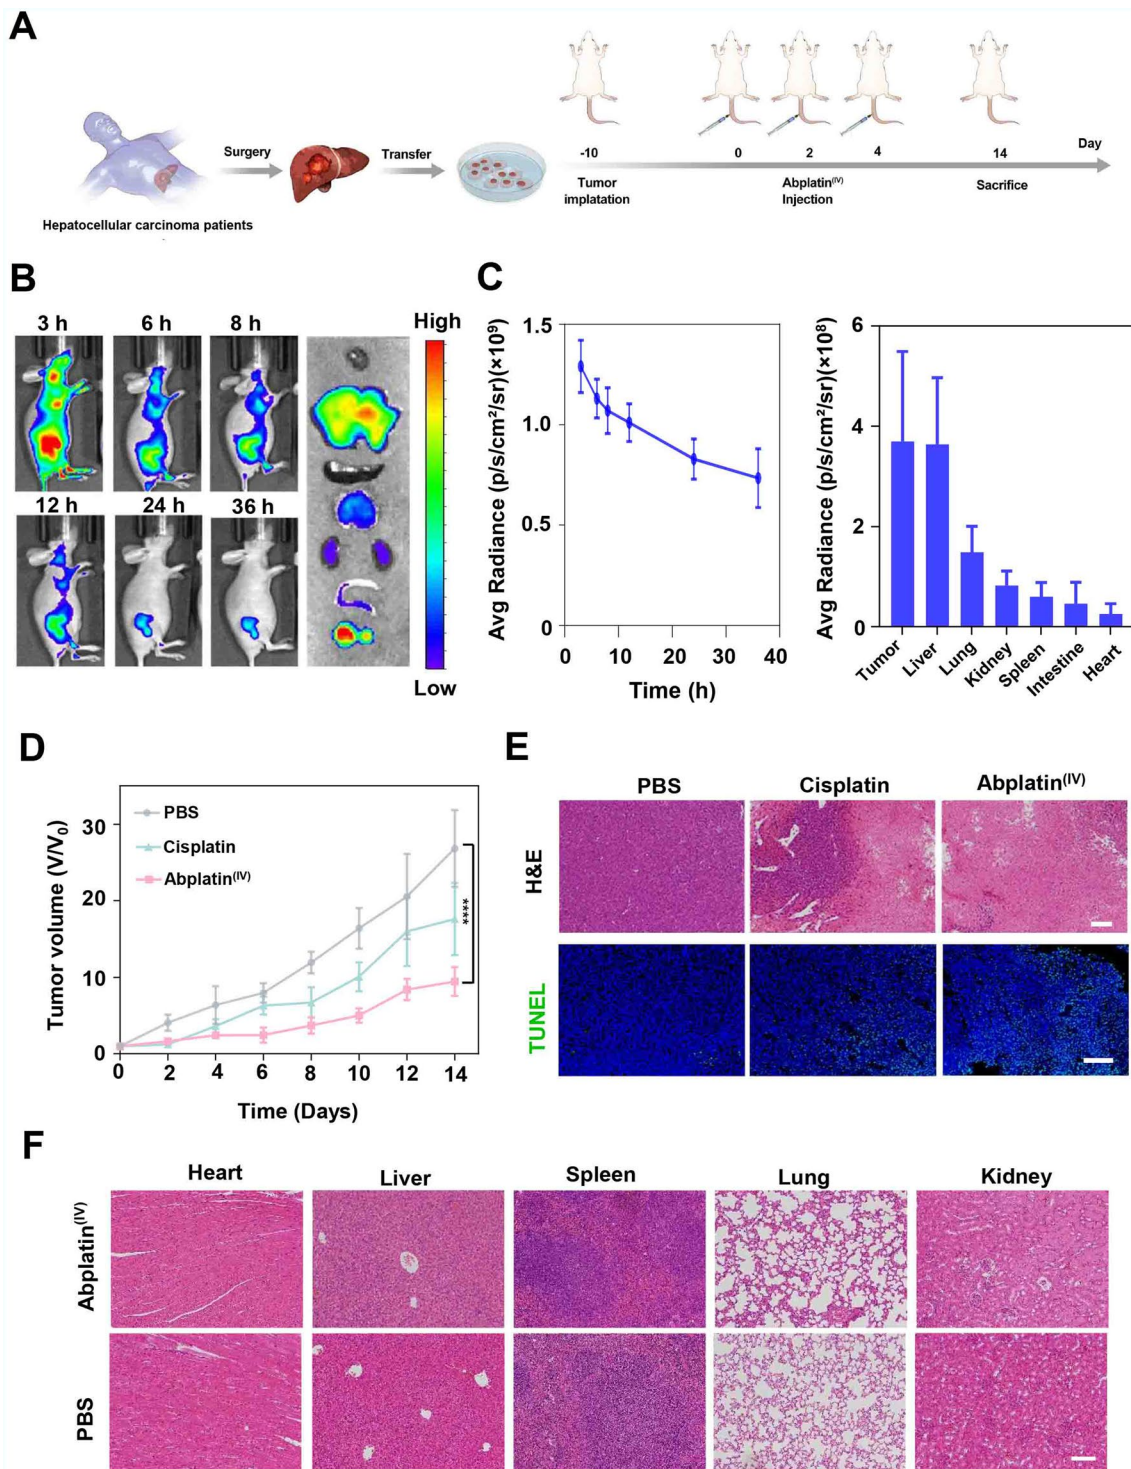 A
Surgery
Transfer
Hepatocellular carcinoma patients
-10
0
2
4
14
Day
Tumor
implatation
Abplatin(IV)
Injection
Sacrifice
B
3 h
6 h
8 h
12 h
24 h
36 h
High
Low
C
Avg Radiance (p/s/cm²/sr)(×10⁹)
1.5
1.0
0.5
0
0
10
20
30
40
Time (h)
Avg Radiance (p/s/cm²/sr)(×10⁸)
6
4
2
0
Tumor
Liver
Lung
Kidney
Spleen
Intestine
Heart
D
Tumor volume (V/V₀)
30
20
10
0
PBS
Cisplatin
Abplatin(IV)
****
0
2
4
6
8
10
12
14
Time (Days)
E
PBS
Cisplatin
Abplatin(IV)
H&E
TUNEL
F
Heart
Liver
Spleen
Lung
Kidney
Abplatin(IV)
PBS